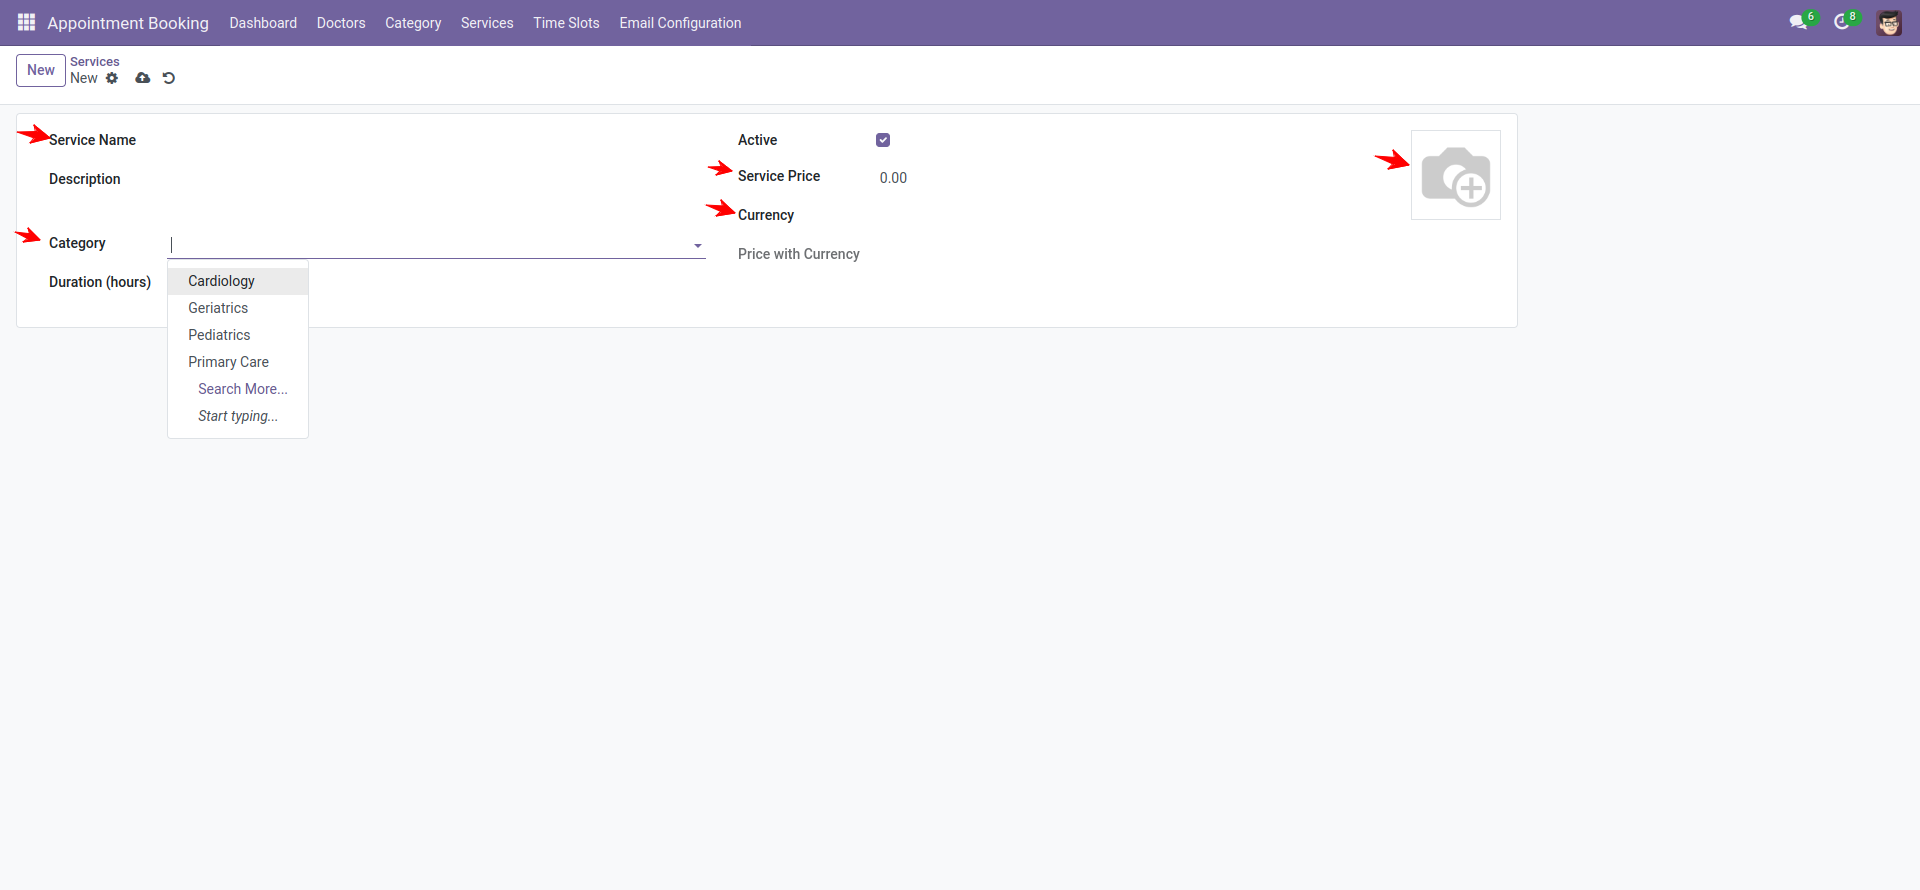 Appointment Booking Dashboard Doctors Category Services Time Slots Email Configuration 6 8
New
Services
New
Service Name
Description
Category
Duration (hours)
Cardiology
Geriatrics
Pediatrics
Primary Care
Search More...
Start typing...
Active
Service Price 0.00
Currency
Price with Currency